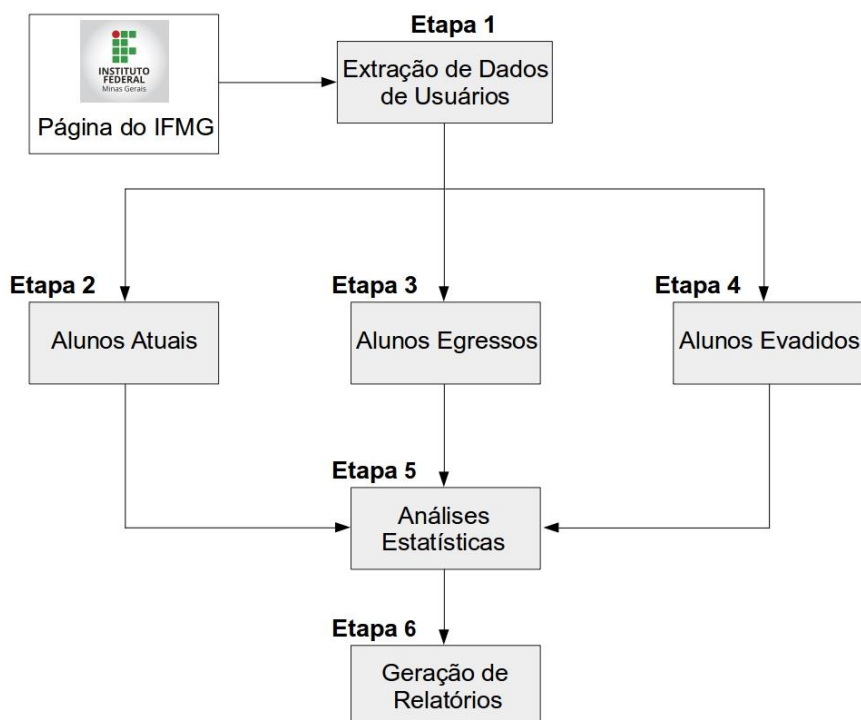 INSTITUTO
FEDERAL
Minas Gerais
Página do IFMG
Etapa 1
Extração de Dados
de Usuários
Etapa 2
Alunos Atuais
Etapa 3
Alunos Egressos
Etapa 4
Alunos Evadidos
Etapa 5
Análises
Estatísticas
Etapa 6
Geração de
Relatórios